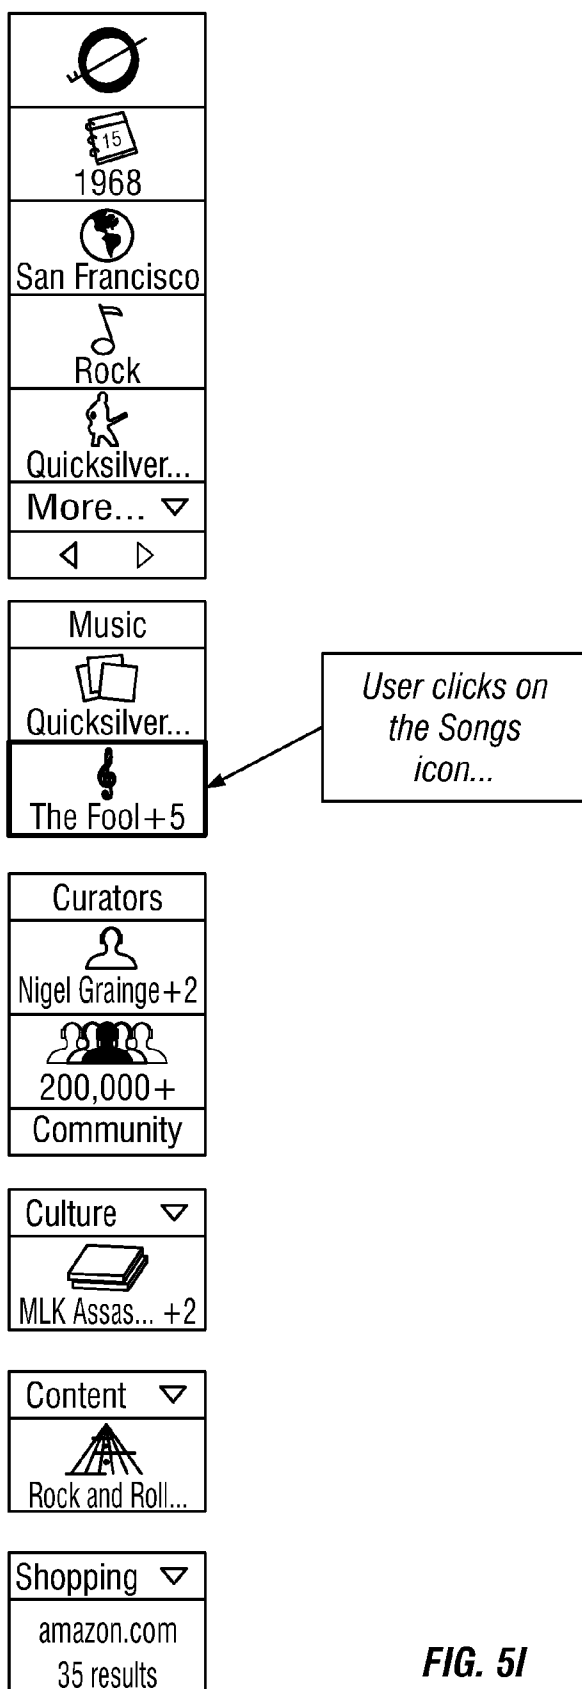 15
1968
San Francisco
Rock
Quicksilver...
More...
Music
Quicksilver...
The Fool+5
User clicks on
the Songs
icon...
Curators
Nigel Grainge+2
200,000+
Community
Culture
MLK Assas... +2
Content
Rock and Roll...
Shopping
amazon.com
35 results
FIG. 5I